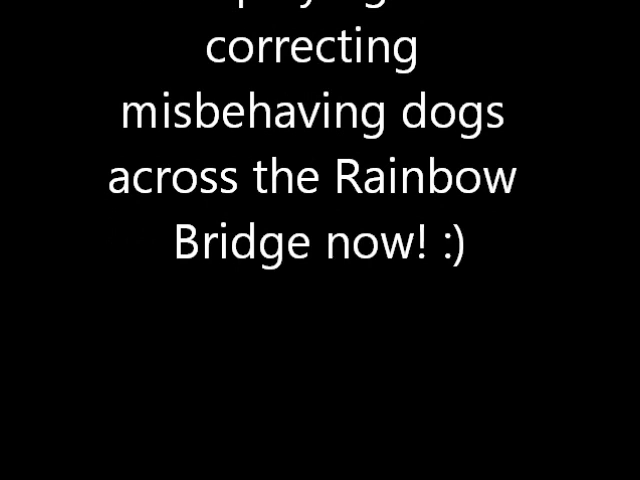 correcting
misbehaving dogs
across the Rainbow
Bridge now! :)